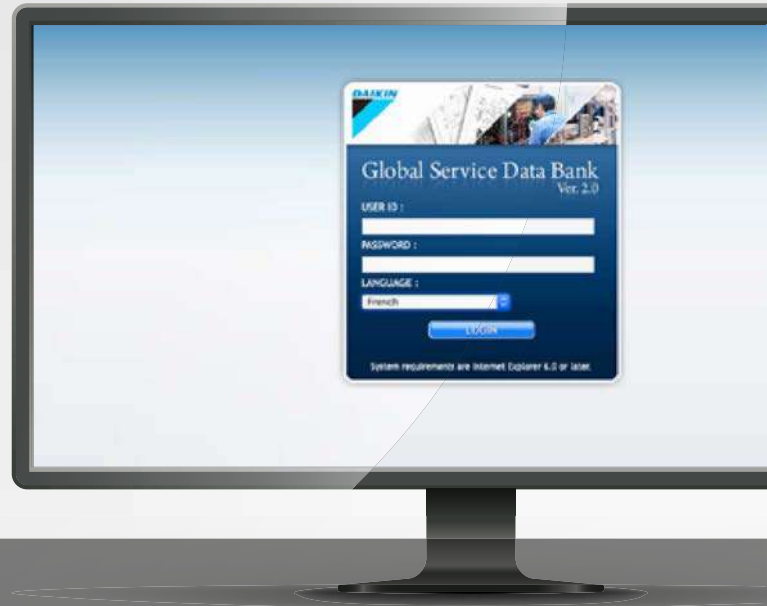 DAIKIN
Global Service Data Bank
Ver. 2.0
USER ID :
PASSWORD :
LANGUAGE :
French
LOGIN
System requirements are Internet Explorer 6.0 or later.